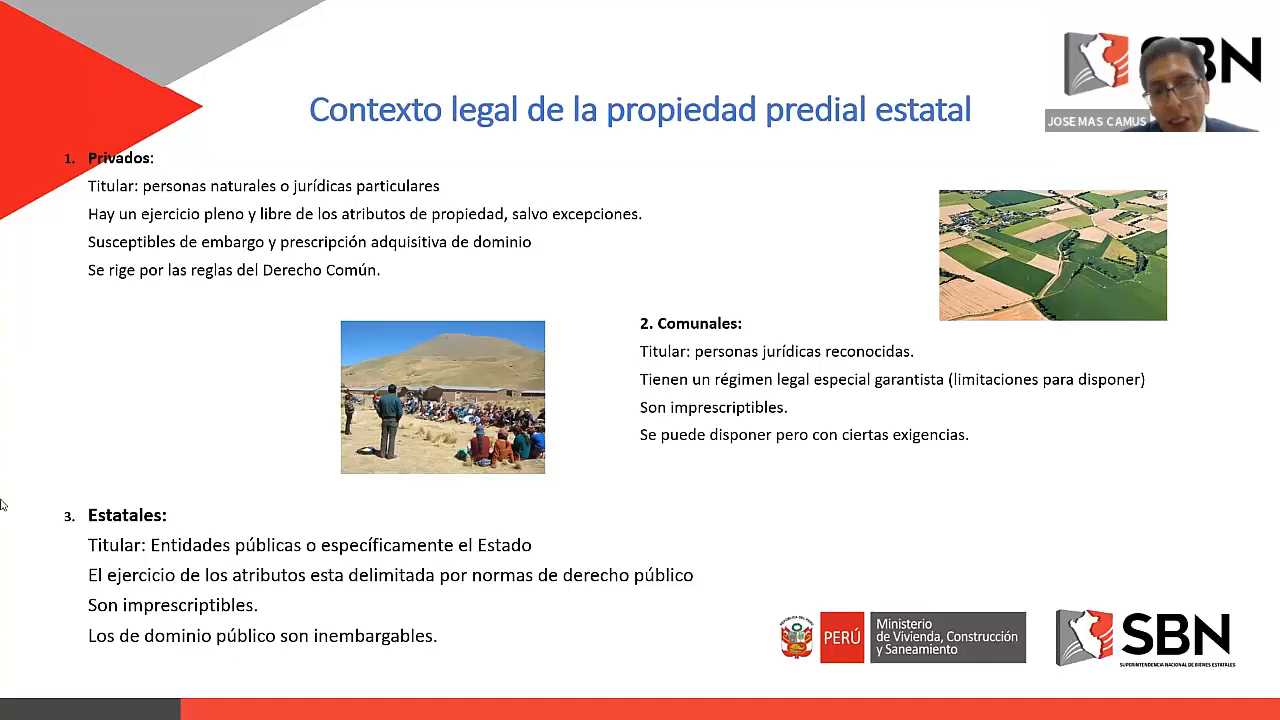 SBN
JOSE MAS CAMUS
Contexto legal de la propiedad predial estatal
1. Privados:
Titular: personas naturales o jurídicas particulares
Hay un ejercicio pleno y libre de los atributos de propiedad, salvo excepciones.
Susceptibles de embargo y prescripción adquisitiva de dominio
Se rige por las reglas del Derecho Común.
2. Comunales:
Titular: personas jurídicas reconocidas.
Tienen un régimen legal especial garantista (limitaciones para disponer)
Son imprescriptibles.
Se puede disponer pero con ciertas exigencias.
3. Estatales:
Titular: Entidades públicas o específicamente el Estado
El ejercicio de los atributos esta delimitada por normas de derecho público
Son imprescriptibles.
Los de dominio público son inembargables.
REPÚBLICA DEL PERÚ
PERÚ
Ministerio
de Vivienda, Construcción
y Saneamiento
SBN
SUPERINTENDENCIA NACIONAL DE BIENES ESTATALES